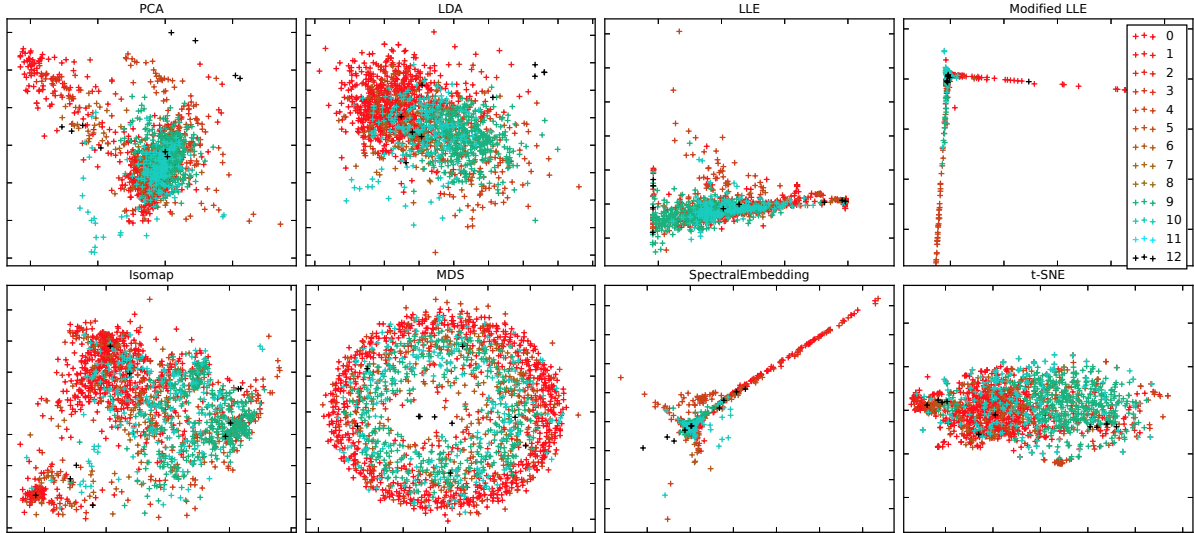 PCA
LDA
LLE
Modified LLE
0
1
2
3
4
5
6
7
8
9
10
11
12
Isomap
MDS
SpectralEmbedding
t-SNE